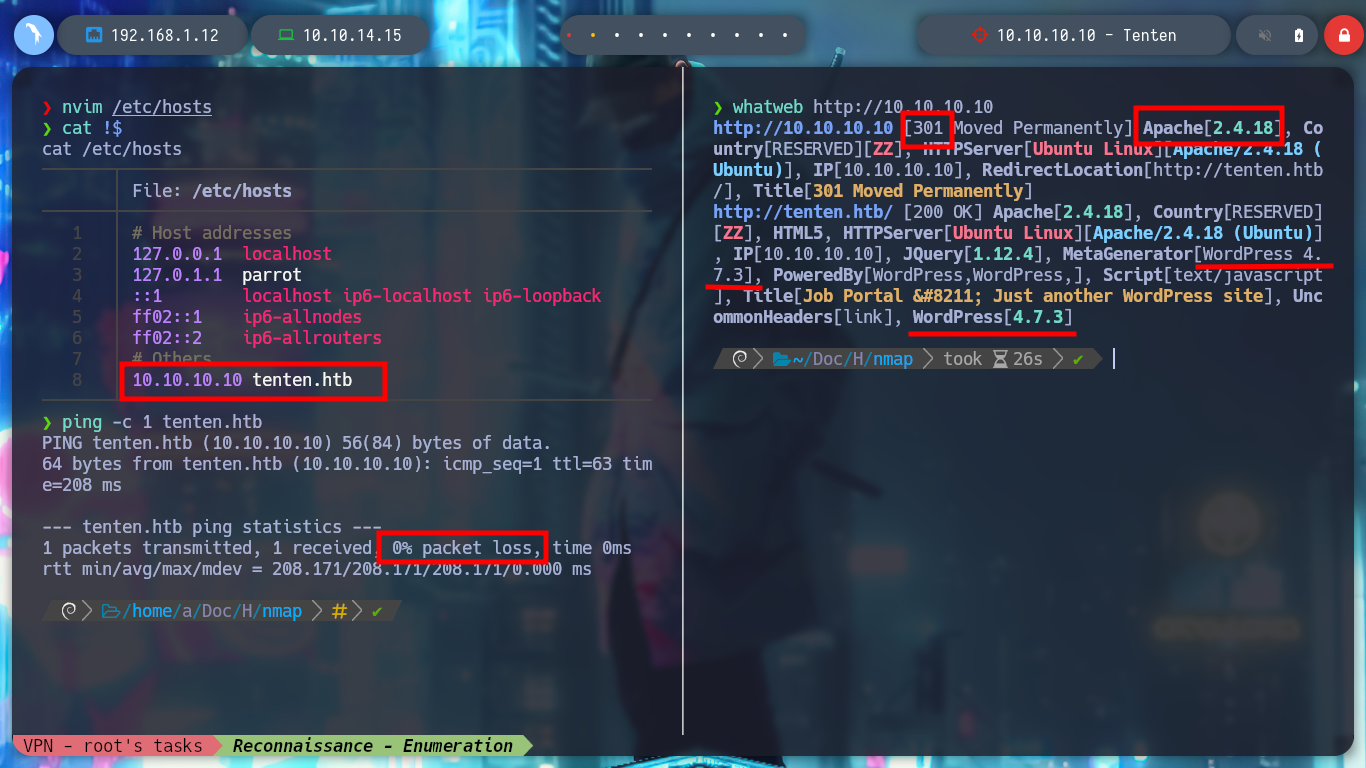 192.168.1.12
10.10.14.15
10.10.10.10 - Tenten
❯ nvim /etc/hosts
❯ cat !$
cat /etc/hosts
File: /etc/hosts
1 # Host addresses
2 127.0.0.1 localhost
3 127.0.1.1 parrot
4 ::1 localhost ip6-localhost ip6-loopback
5 ff02::1 ip6-allnodes
6 ff02::2 ip6-allrouters
7 # Others
8 10.10.10.10 tenten.htb
❯ ping -c 1 tenten.htb
PING tenten.htb (10.10.10.10) 56(84) bytes of data.
64 bytes from tenten.htb (10.10.10.10): icmp_seq=1 ttl=63 tim
e=208 ms
--- tenten.htb ping statistics ---
1 packets transmitted, 1 received, 0% packet loss, time 0ms
rtt min/avg/max/mdev = 208.171/208.171/208.171/0.000 ms
/home/a/Doc/H/nmap # ✔
❯ whatweb http://10.10.10.10
http://10.10.10.10 [301 Moved Permanently] Apache[2.4.18], Co
untry[RESERVED][ZZ], HTTPServer[Ubuntu Linux][Apache/2.4.18 (
Ubuntu)], IP[10.10.10.10], RedirectLocation[http://tenten.htb
/], Title[301 Moved Permanently]
http://tenten.htb/ [200 OK] Apache[2.4.18], Country[RESERVED]
[ZZ], HTML5, HTTPServer[Ubuntu Linux][Apache/2.4.18 (Ubuntu)]
, IP[10.10.10.10], JQuery[1.12.4], MetaGenerator[WordPress 4.
7.3], PoweredBy[WordPress,WordPress,], Script[text/javascript
], Title[Job Portal &#8211; Just another WordPress site], Unc
ommonHeaders[link], WordPress[4.7.3]
~/Doc/H/nmap took 26s ✔
VPN - root's tasks Reconnaissance - Enumeration